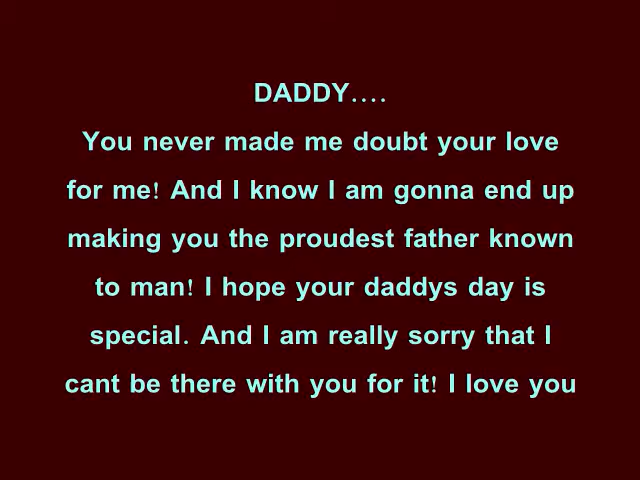 DADDY....
You never made me doubt your love
for me! And I know I am gonna end up
making you the proudest father known
to man! I hope your daddys day is
special. And I am really sorry that I
cant be there with you for it! I love you